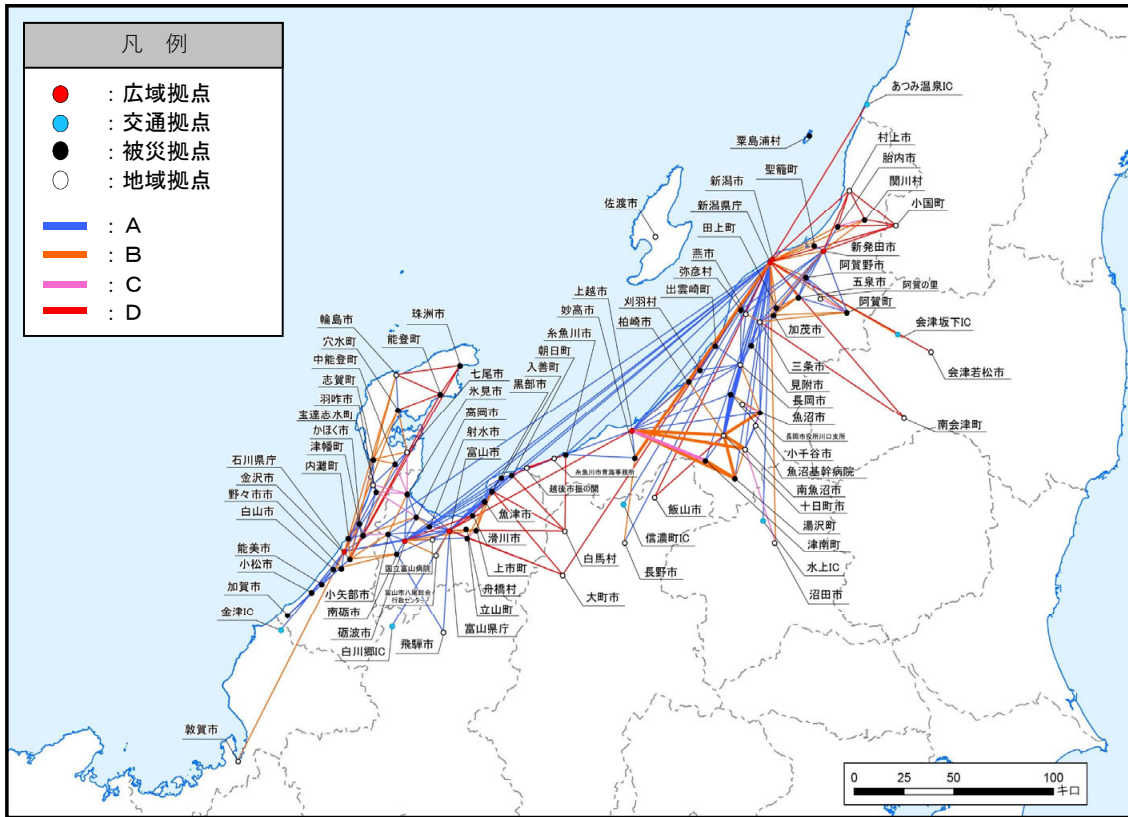 凡 例
：広域拠点
：交通拠点
：被災拠点
：地域拠点
：A
：B
：C
：D
あつみ温泉IC
粟島浦村
村上市
胎内市
聖籠町
関川村
新潟市
小国町
佐渡市
新潟県庁
田上町
新発田市
燕市
阿賀野市
弥彦村
五泉市
阿賀の里
上越市
刈羽村
出雲崎町
阿賀町
妙高市
柏崎市
会津坂下IC
糸魚川市
加茂市
朝日町
会津若松市
入善町
三条市
黒部市
見附市
長岡市
南会津町
魚沼市
長岡市役所川口支所
小千谷市
魚沼基幹病院
南魚沼市
十日町市
湯沢町
津南町
水上IC
沼田市
珠洲市
輪島市
能登町
穴水町
中能登町
七尾市
志賀町
氷見市
羽咋市
高岡市
宝達志水町
射水市
かほく市
富山市
津幡町
内灘町
石川県庁
金沢市
野々市市
白山市
能美市
小松市
加賀市
金津IC
糸魚川市青海事務所
越後市振の関
飯山市
魚津市
信濃町IC
滑川市
白馬村
長野市
上市町
大町市
舟橋村
立山町
富山県庁
国立富山病院
小矢部市
富山市八尾総合
行政センター
南砺市
砺波市
飛騨市
白川郷IC
敦賀市
0 25 50 100
キロ